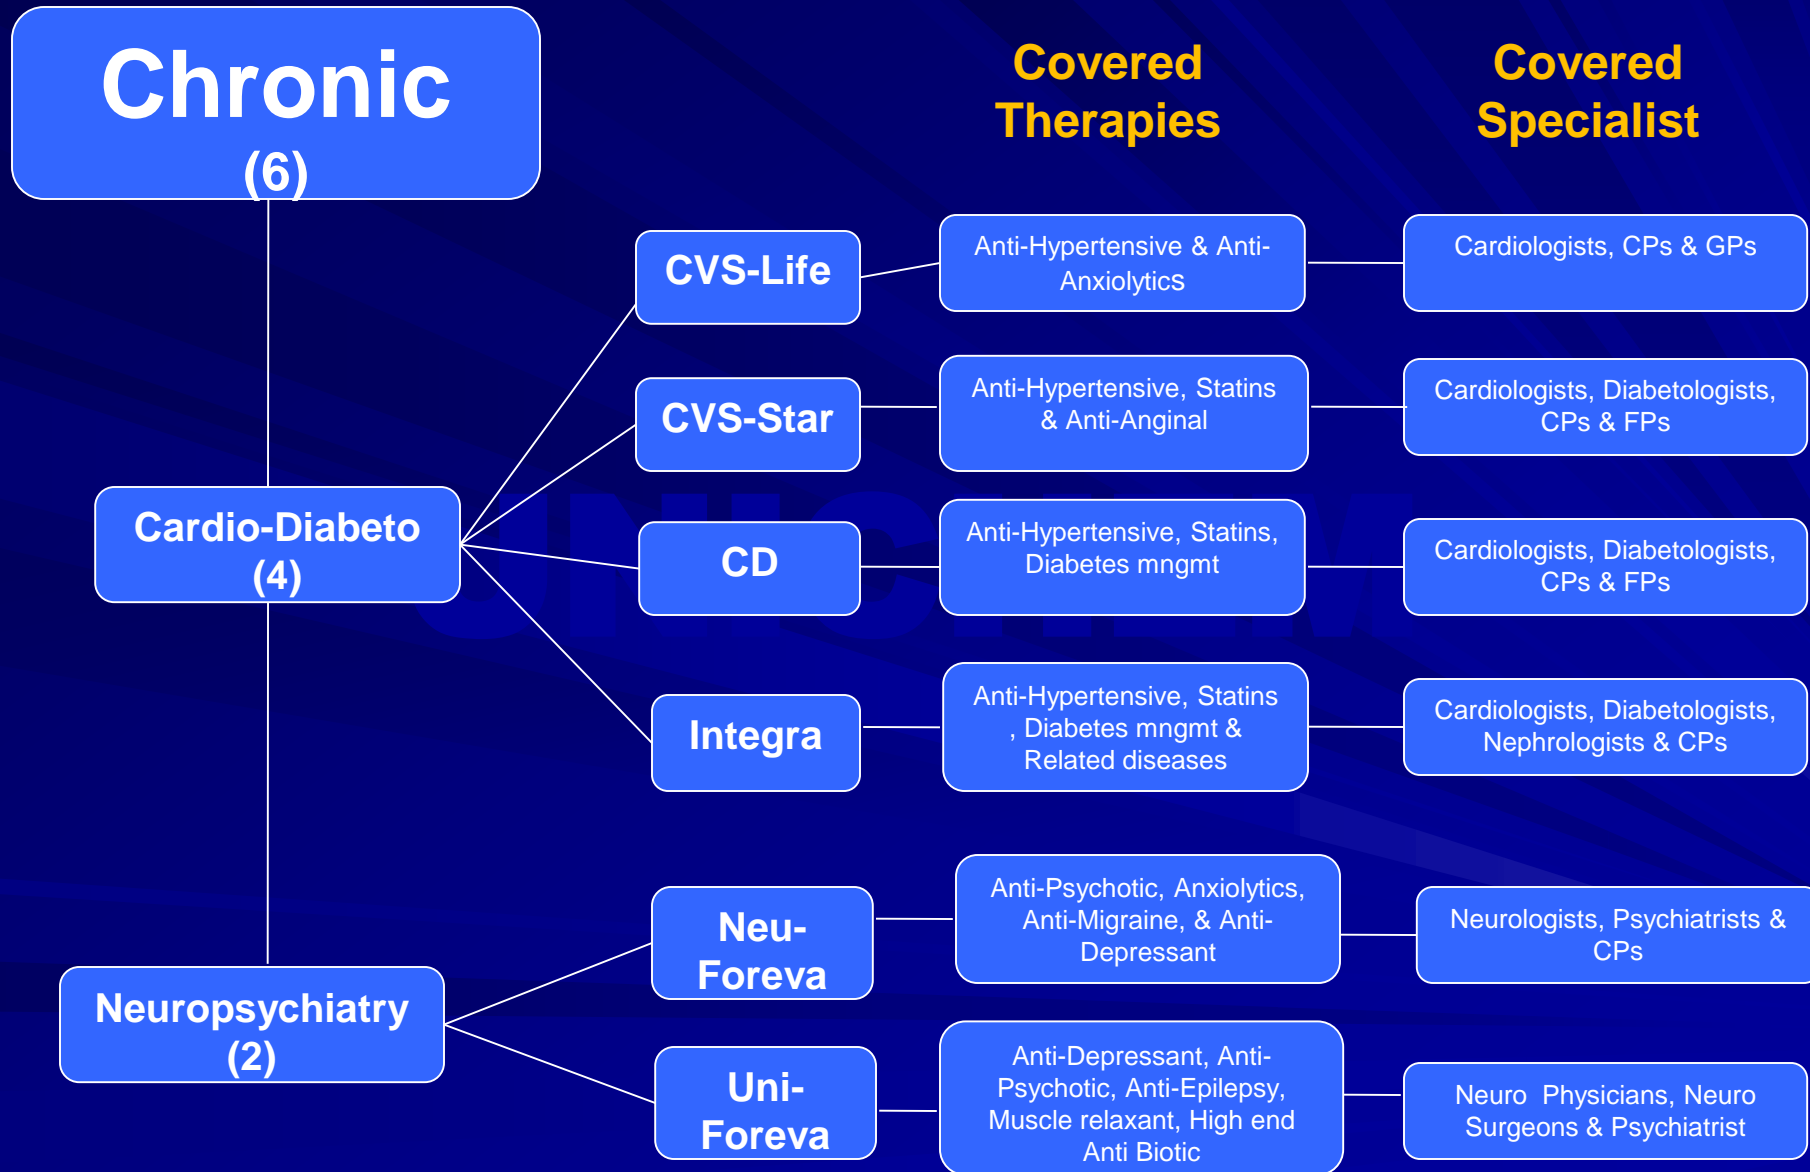 Chronic
(6)
Covered
Therapies
Covered
Specialist
CVS-Life
Anti-Hypertensive & Anti-
Anxiolytics
Cardiologists, CPs & GPs
CVS-Star
Anti-Hypertensive, Statins
& Anti-Anginal
Cardiologists, Diabetologists,
CPs & FPs
Cardio-Diabeto
(4)
CD
Anti-Hypertensive, Statins,
Diabetes mngmt
Cardiologists, Diabetologists,
CPs & FPs
UNICHEM
Integra
Anti-Hypertensive, Statins
, Diabetes mngmt &
Related diseases
Cardiologists, Diabetologists,
Nephrologists & CPs
Neuropsychiatry
(2)
Neu-
Foreva
Anti-Psychotic, Anxiolytics,
Anti-Migraine, & Anti-
Depressant
Neurologists, Psychiatrists &
CPs
Uni-
Foreva
Anti-Depressant, Anti-
Psychotic, Anti-Epilepsy,
Muscle relaxant, High end
Anti Biotic
Neuro  Physicians, Neuro
Surgeons & Psychiatrist